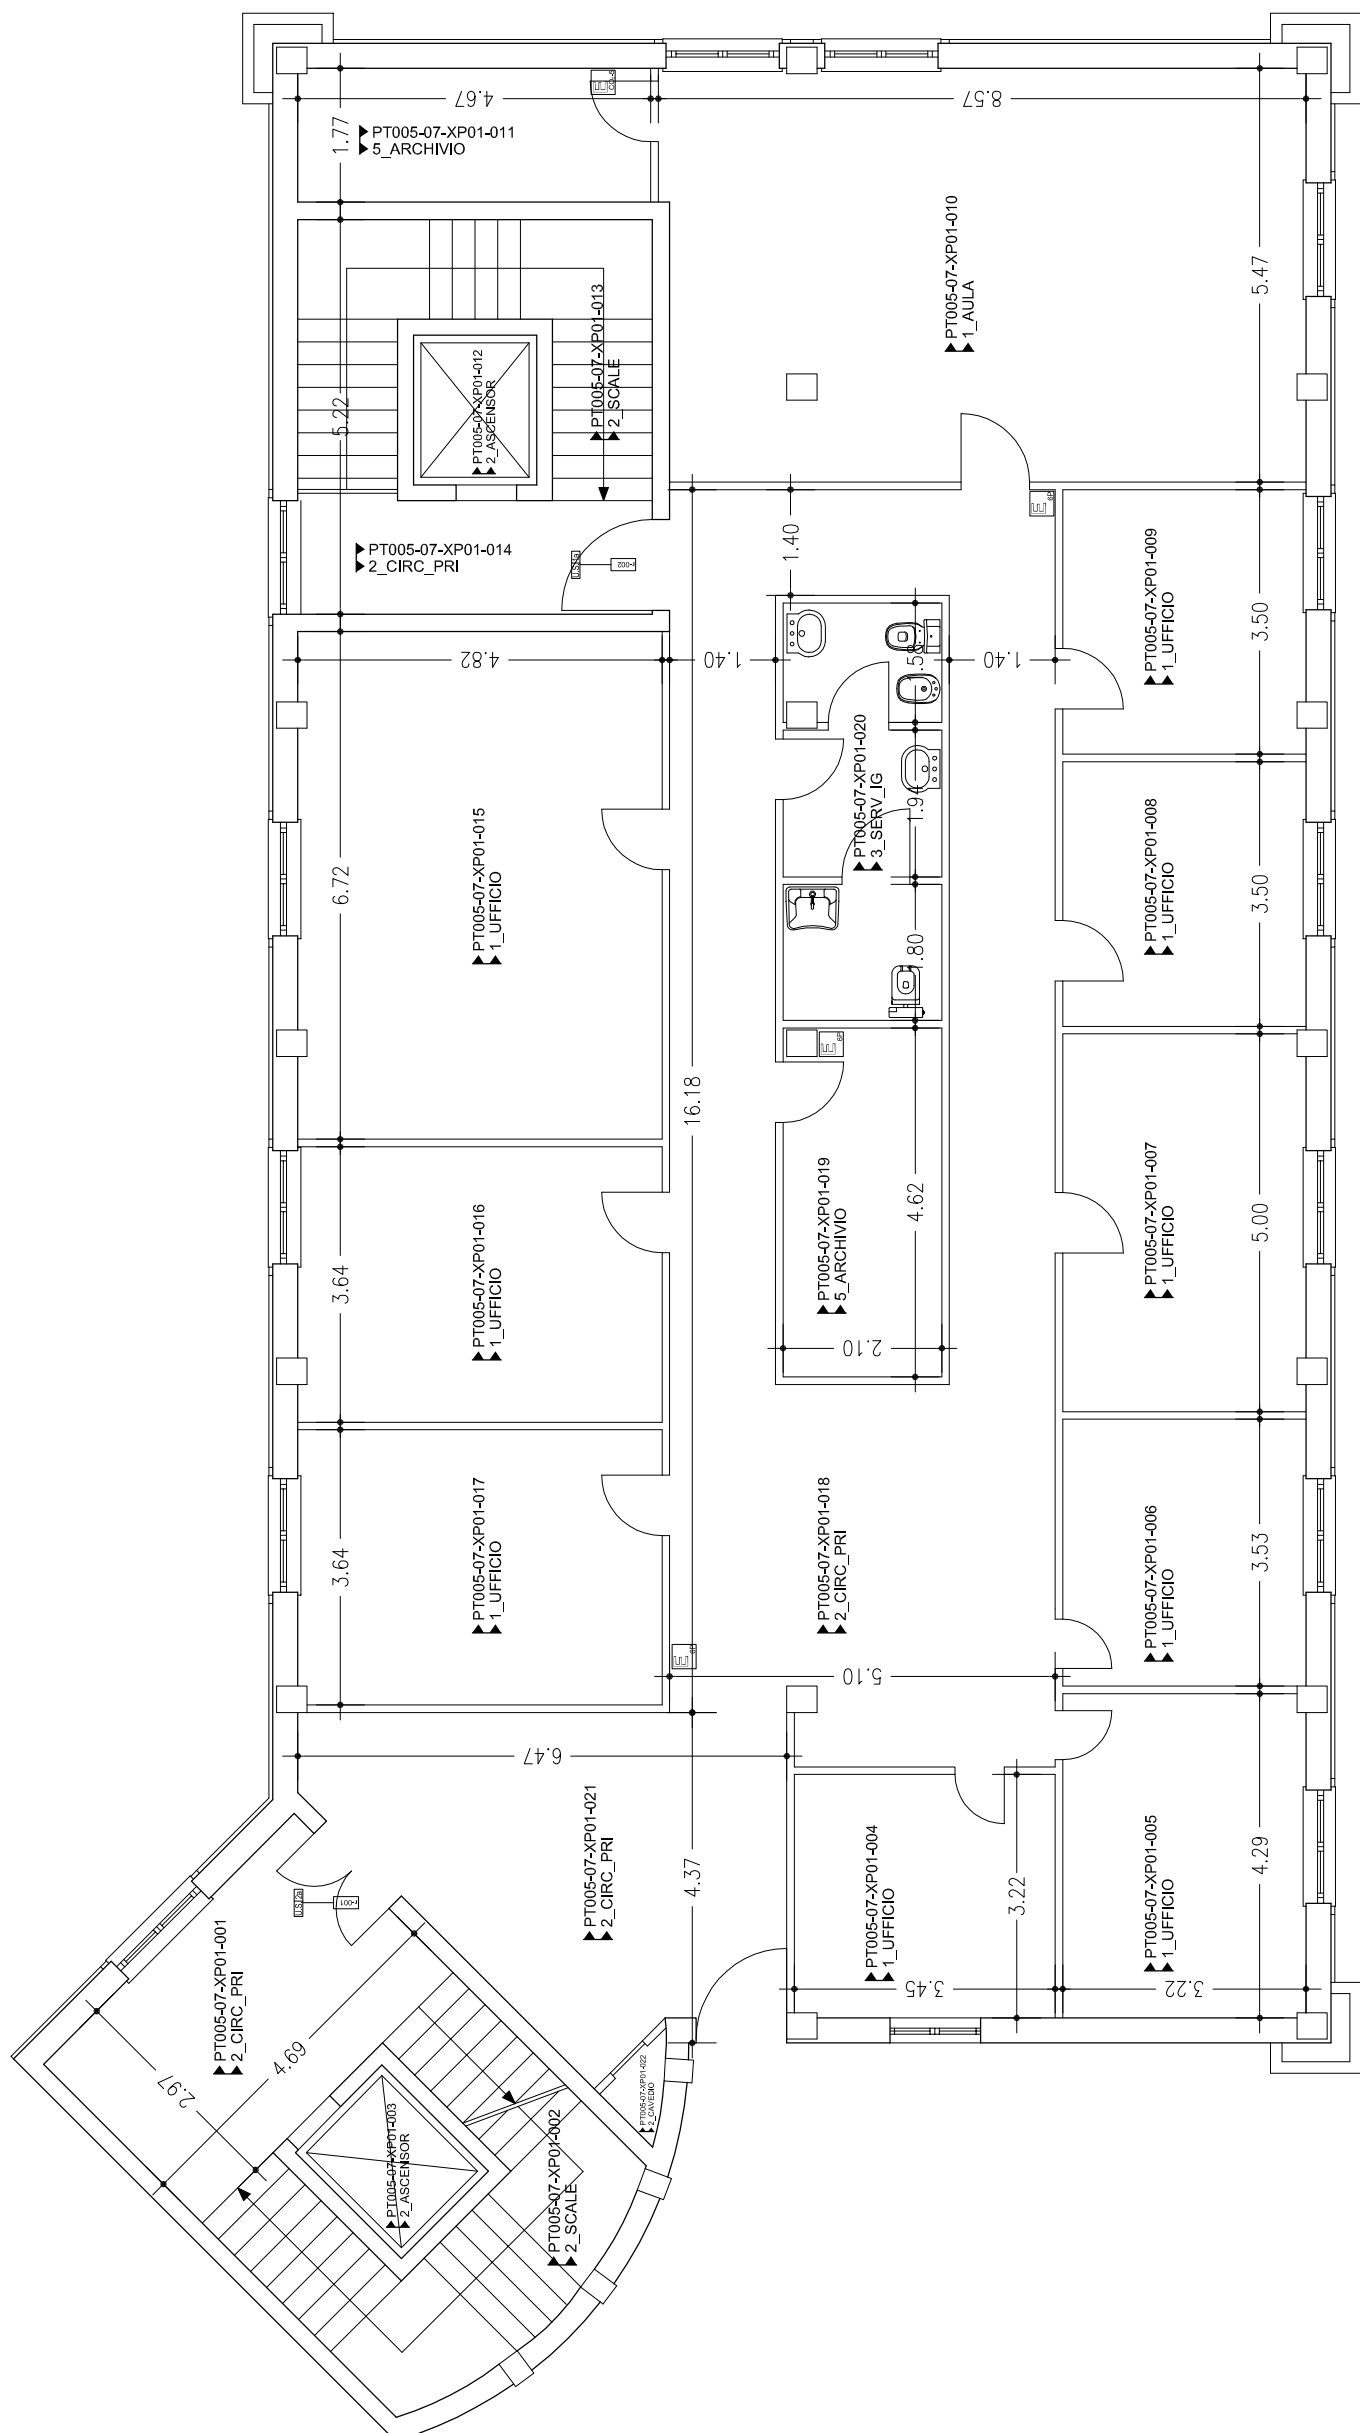 4.67
8.57
1.77
PT005-07-XP01-011
5_ARCHIVIO
E
PT005-07-XP01-010
1_AULA
5.47
5.22
PT005-07-XP01-012
2_ASCENSOR
PT005-07-XP01-013
2_SCALE
PT005-07-XP01-014
2_CIRC_PRI
r-002
1.40
E
6P
PT005-07-XP01-009
1_UFFICIO
3.50
4.82
1.40
1.40
.58
PT005-07-XP01-020
3_SERV_IG
1.94
PT005-07-XP01-015
1_UFFICIO
6.72
PT005-07-XP01-008
1_UFFICIO
3.50
1.80
E
6P
16.18
PT005-07-XP01-019
5_ARCHIVIO
4.62
2.10
PT005-07-XP01-007
1_UFFICIO
5.00
PT005-07-XP01-016
1_UFFICIO
3.64
PT005-07-XP01-017
1_UFFICIO
3.64
PT005-07-XP01-018
2_CIRC_PRI
PT005-07-XP01-006
1_UFFICIO
3.53
E
6P
5.10
6.47
PT005-07-XP01-021
2_CIRC_PRI
4.37
PT005-07-XP01-004
1_UFFICIO
3.22
3.45
PT005-07-XP01-005
1_UFFICIO
4.29
3.22
r-001
PT005-07-XP01-001
2_CIRC_PRI
4.69
2.97
PT005-07-XP01-003
2_ASCENSOR
PT005-07-XP01-002
2_SCALE
PT005-07-XP01-022
2_CAVEDIO